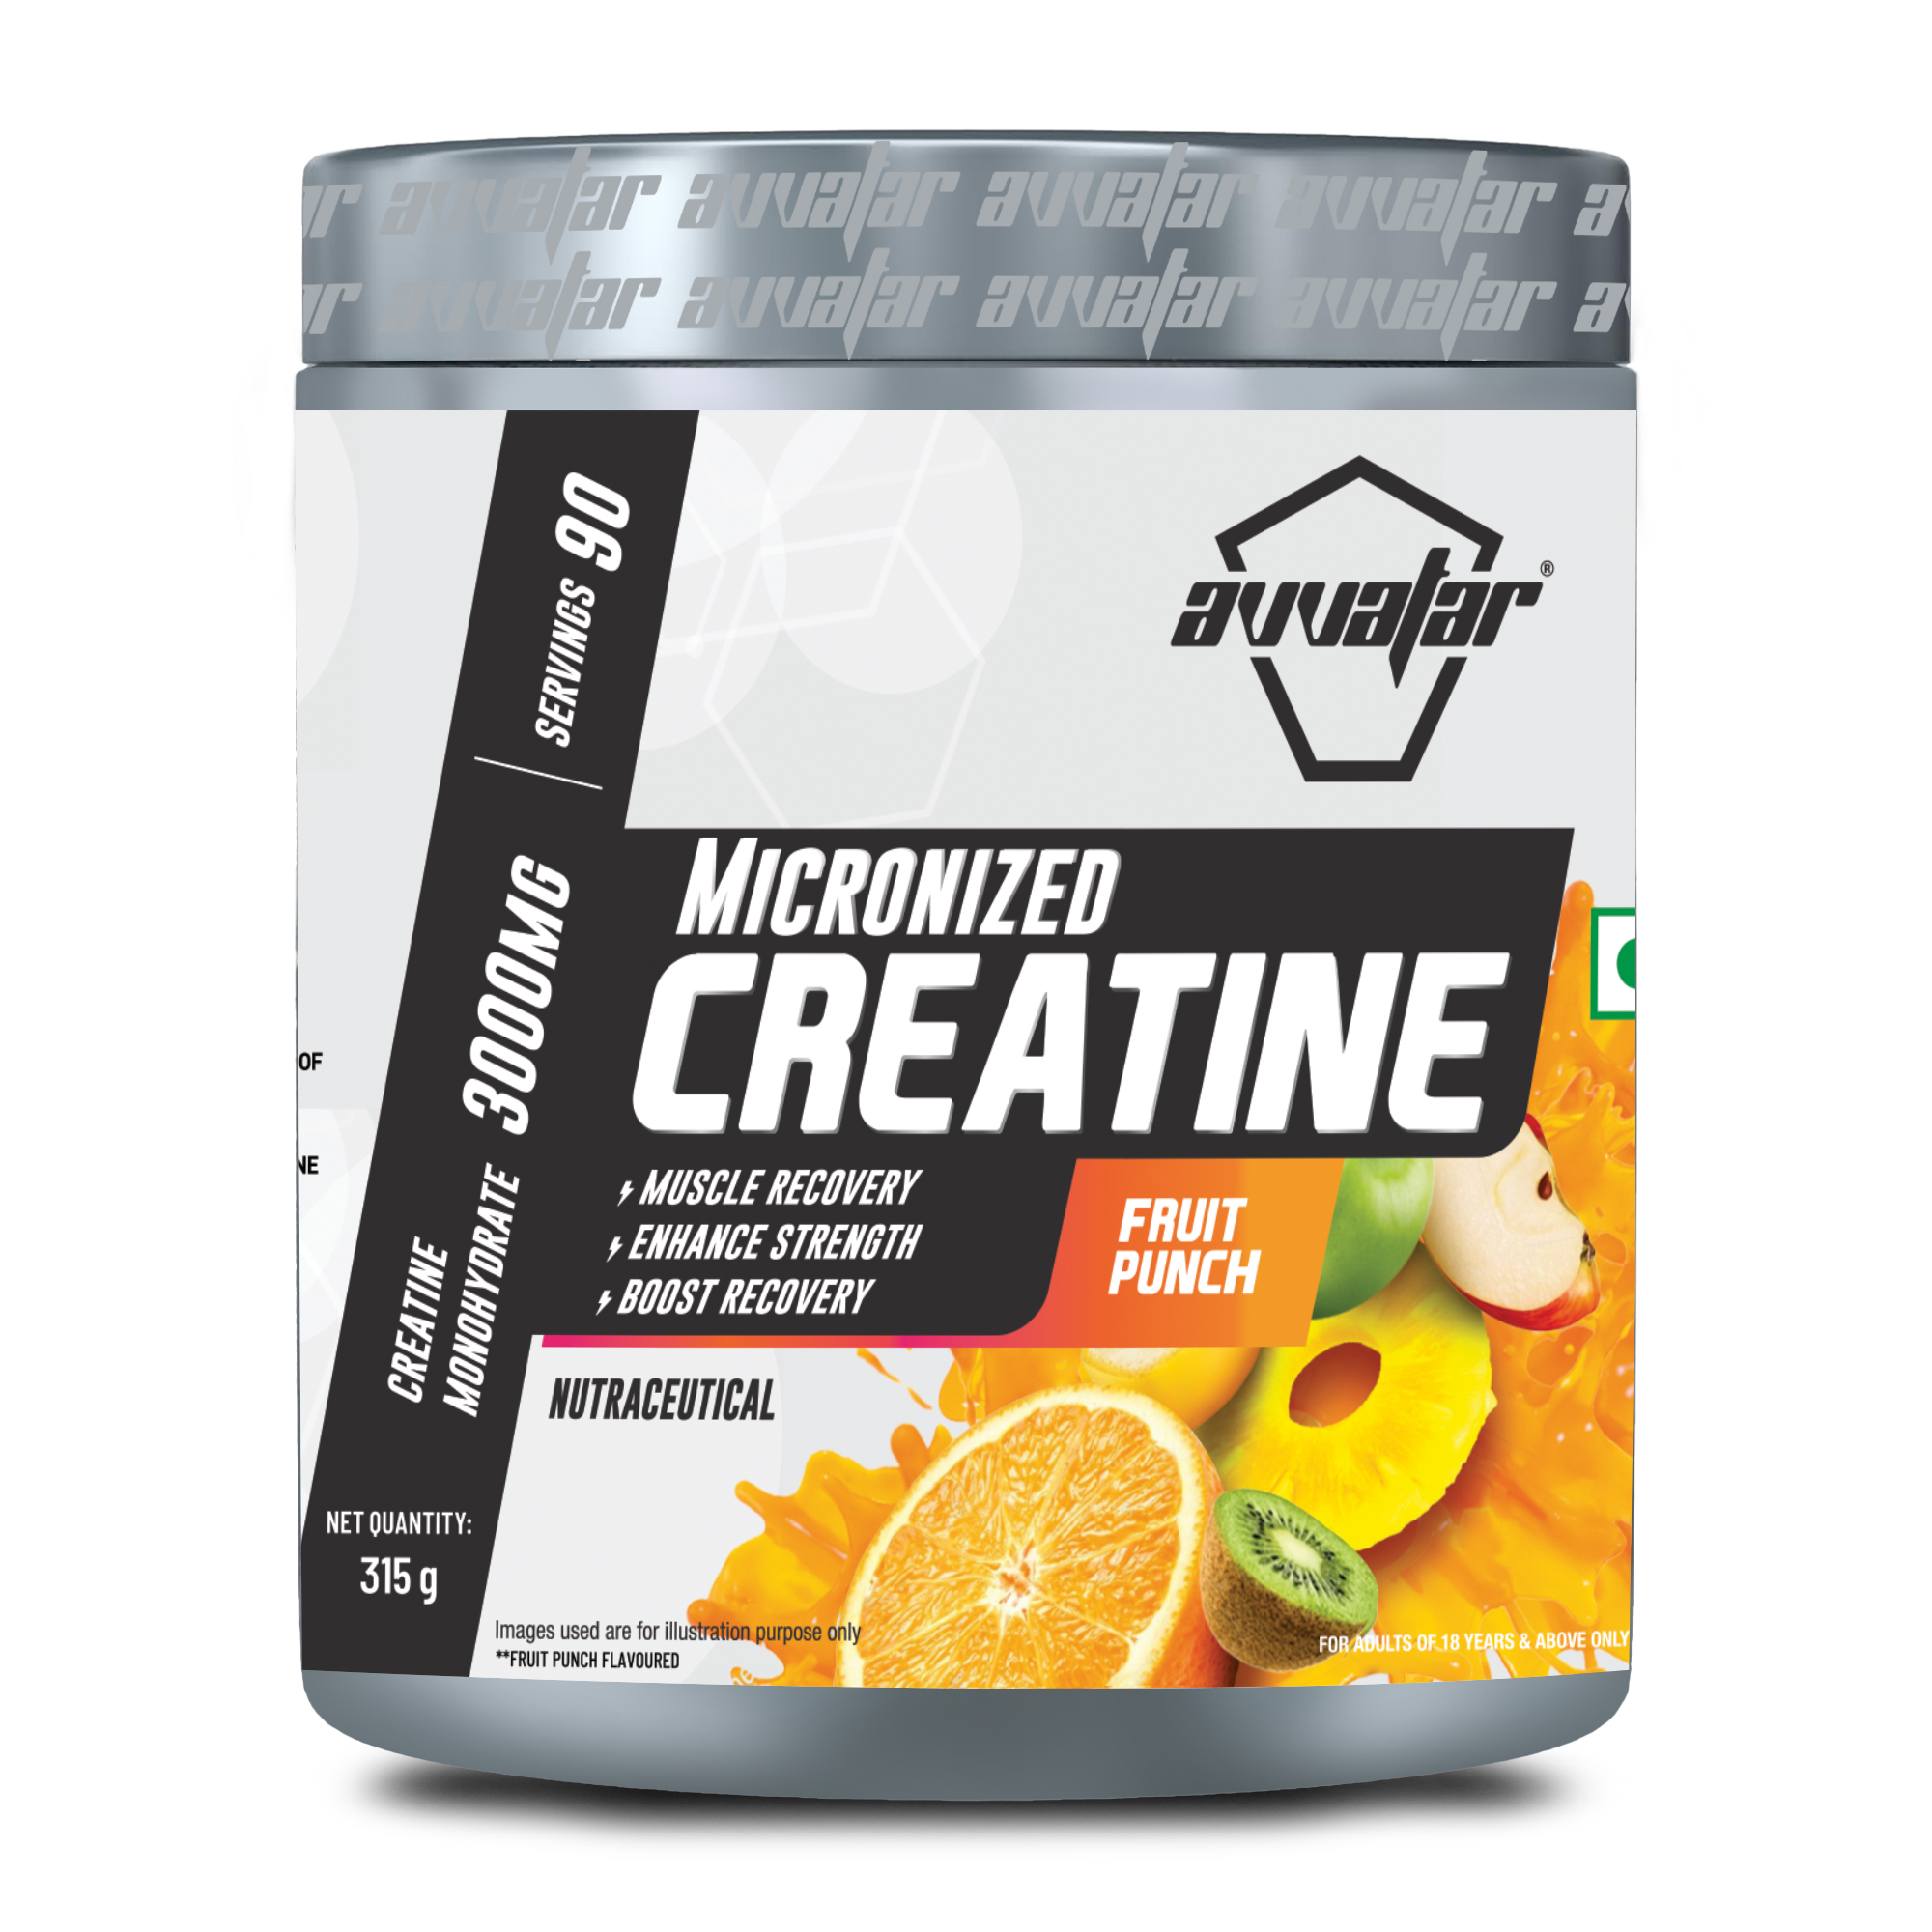 avvatar avvatar avvatar avvatar
avvatar avvatar avvatar avvatar
avvatar®
SERVINGS 90
CREATINE
MONOHYDRATE 3000MG
MICRONIZED
CREATINE
MUSCLE RECOVERY
ENHANCE STRENGTH
BOOST RECOVERY
FRUIT
PUNCH
NUTRACEUTICAL
NET QUANTITY:
315 g
Images used are for illustration purpose only
**FRUIT PUNCH FLAVOURED
FOR ADULTS OF 18 YEARS & ABOVE ONLY
OF